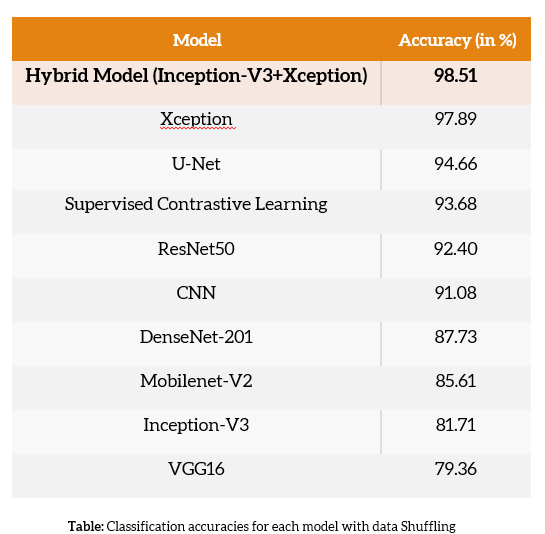 Model Accuracy (in %)
Hybrid Model (Inception-V3+Xception) 98.51
Xception 97.89
U-Net 94.66
Supervised Contrastive Learning 93.68
ResNet50 92.40
CNN 91.08
DenseNet-201 87.73
Mobilenet-V2 85.61
Inception-V3 81.71
VGG16 79.36
Table: Classification accuracies for each model with data Shuffling